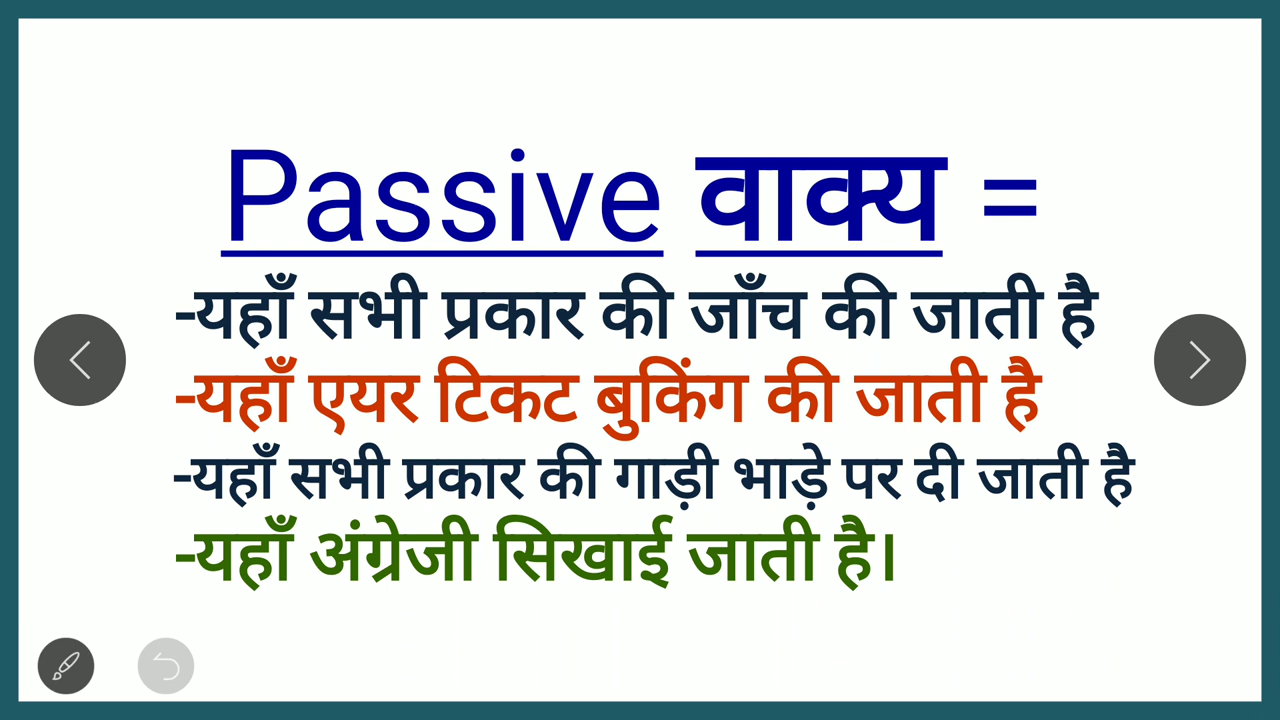 Passive वाक्य =
-यहाँ सभी प्रकार की जाँच की जाती है
-यहाँ एयर टिकट बुकिंग की जाती है
-यहाँ सभी प्रकार की गाड़ी भाड़े पर दी जाती है
-यहाँ अंग्रेजी सिखाई जाती है।